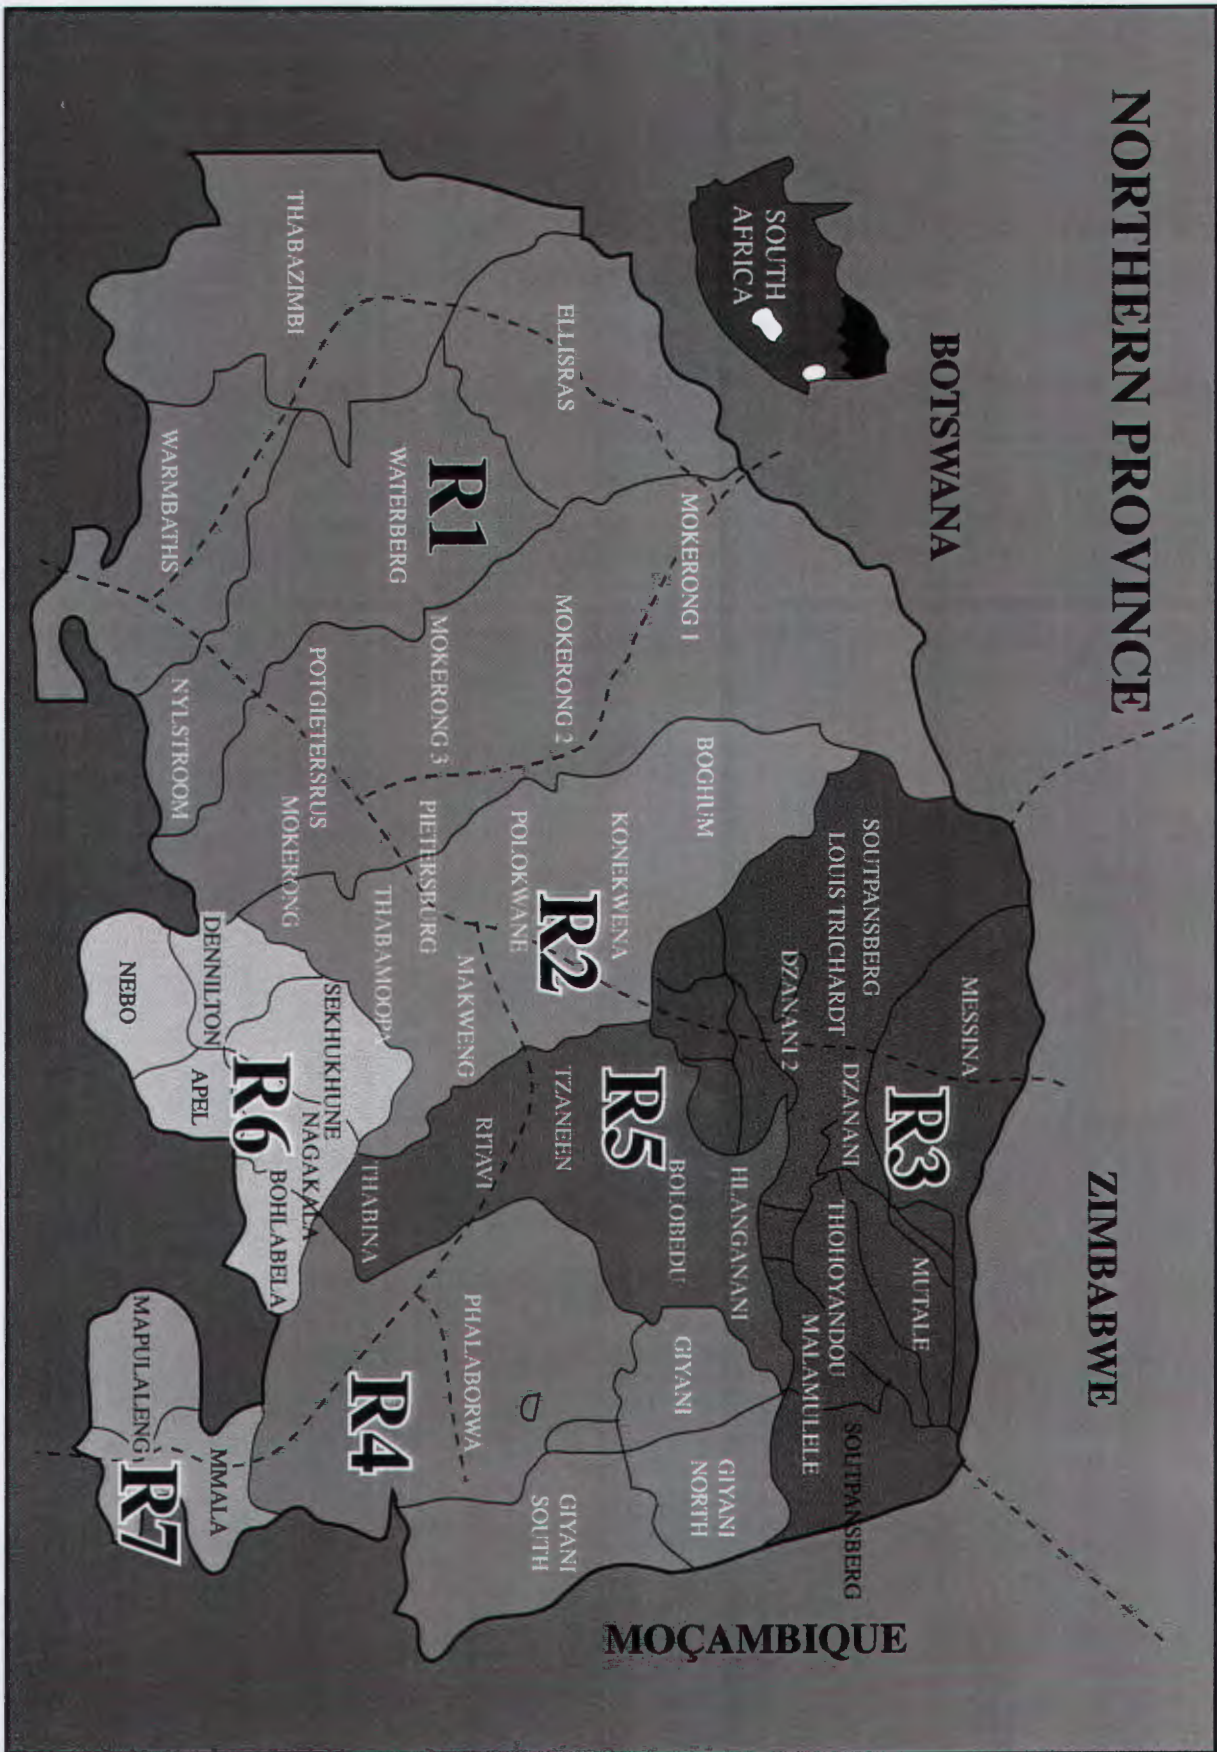 NORTHERN PROVINCE
BOTSWANA
ZIMBABWE
MOÇAMBIQUE
SOUTH
AFRICA
MESSINA
R3
MUTALE
SOUTPANSBERG
LOUIS TRICHARDT
DZANANI
THOHOYANDOU
SOUTPANSBERG
DZANANI 2
MALAMULELE
MOKERONG 1
BOGHUM
HLANGANANI
BOLOBEDU
GIYANI
GIYANI
NORTH
KONEKWENA
R5
ELLISRAS
MOKERONG 2
R2
TZANEEN
GIYANI
SOUTH
POLOKWANE
R1
WATERBERG
MOKERONG 3
PIETERSBURG
MAKWENG
RITAVI
PHALABORWA
THABAMOOPA
THABINA
R4
THABAZIMBI
POTGIETERSRUS
MOKERONG
SEKHUKHUNE
NAGAKALA
BOHLABELA
R6
DENNILTON
APEL
NEBO
WARMBATHS
NYLSTROOM
MMALA
MAPULALENG
R7